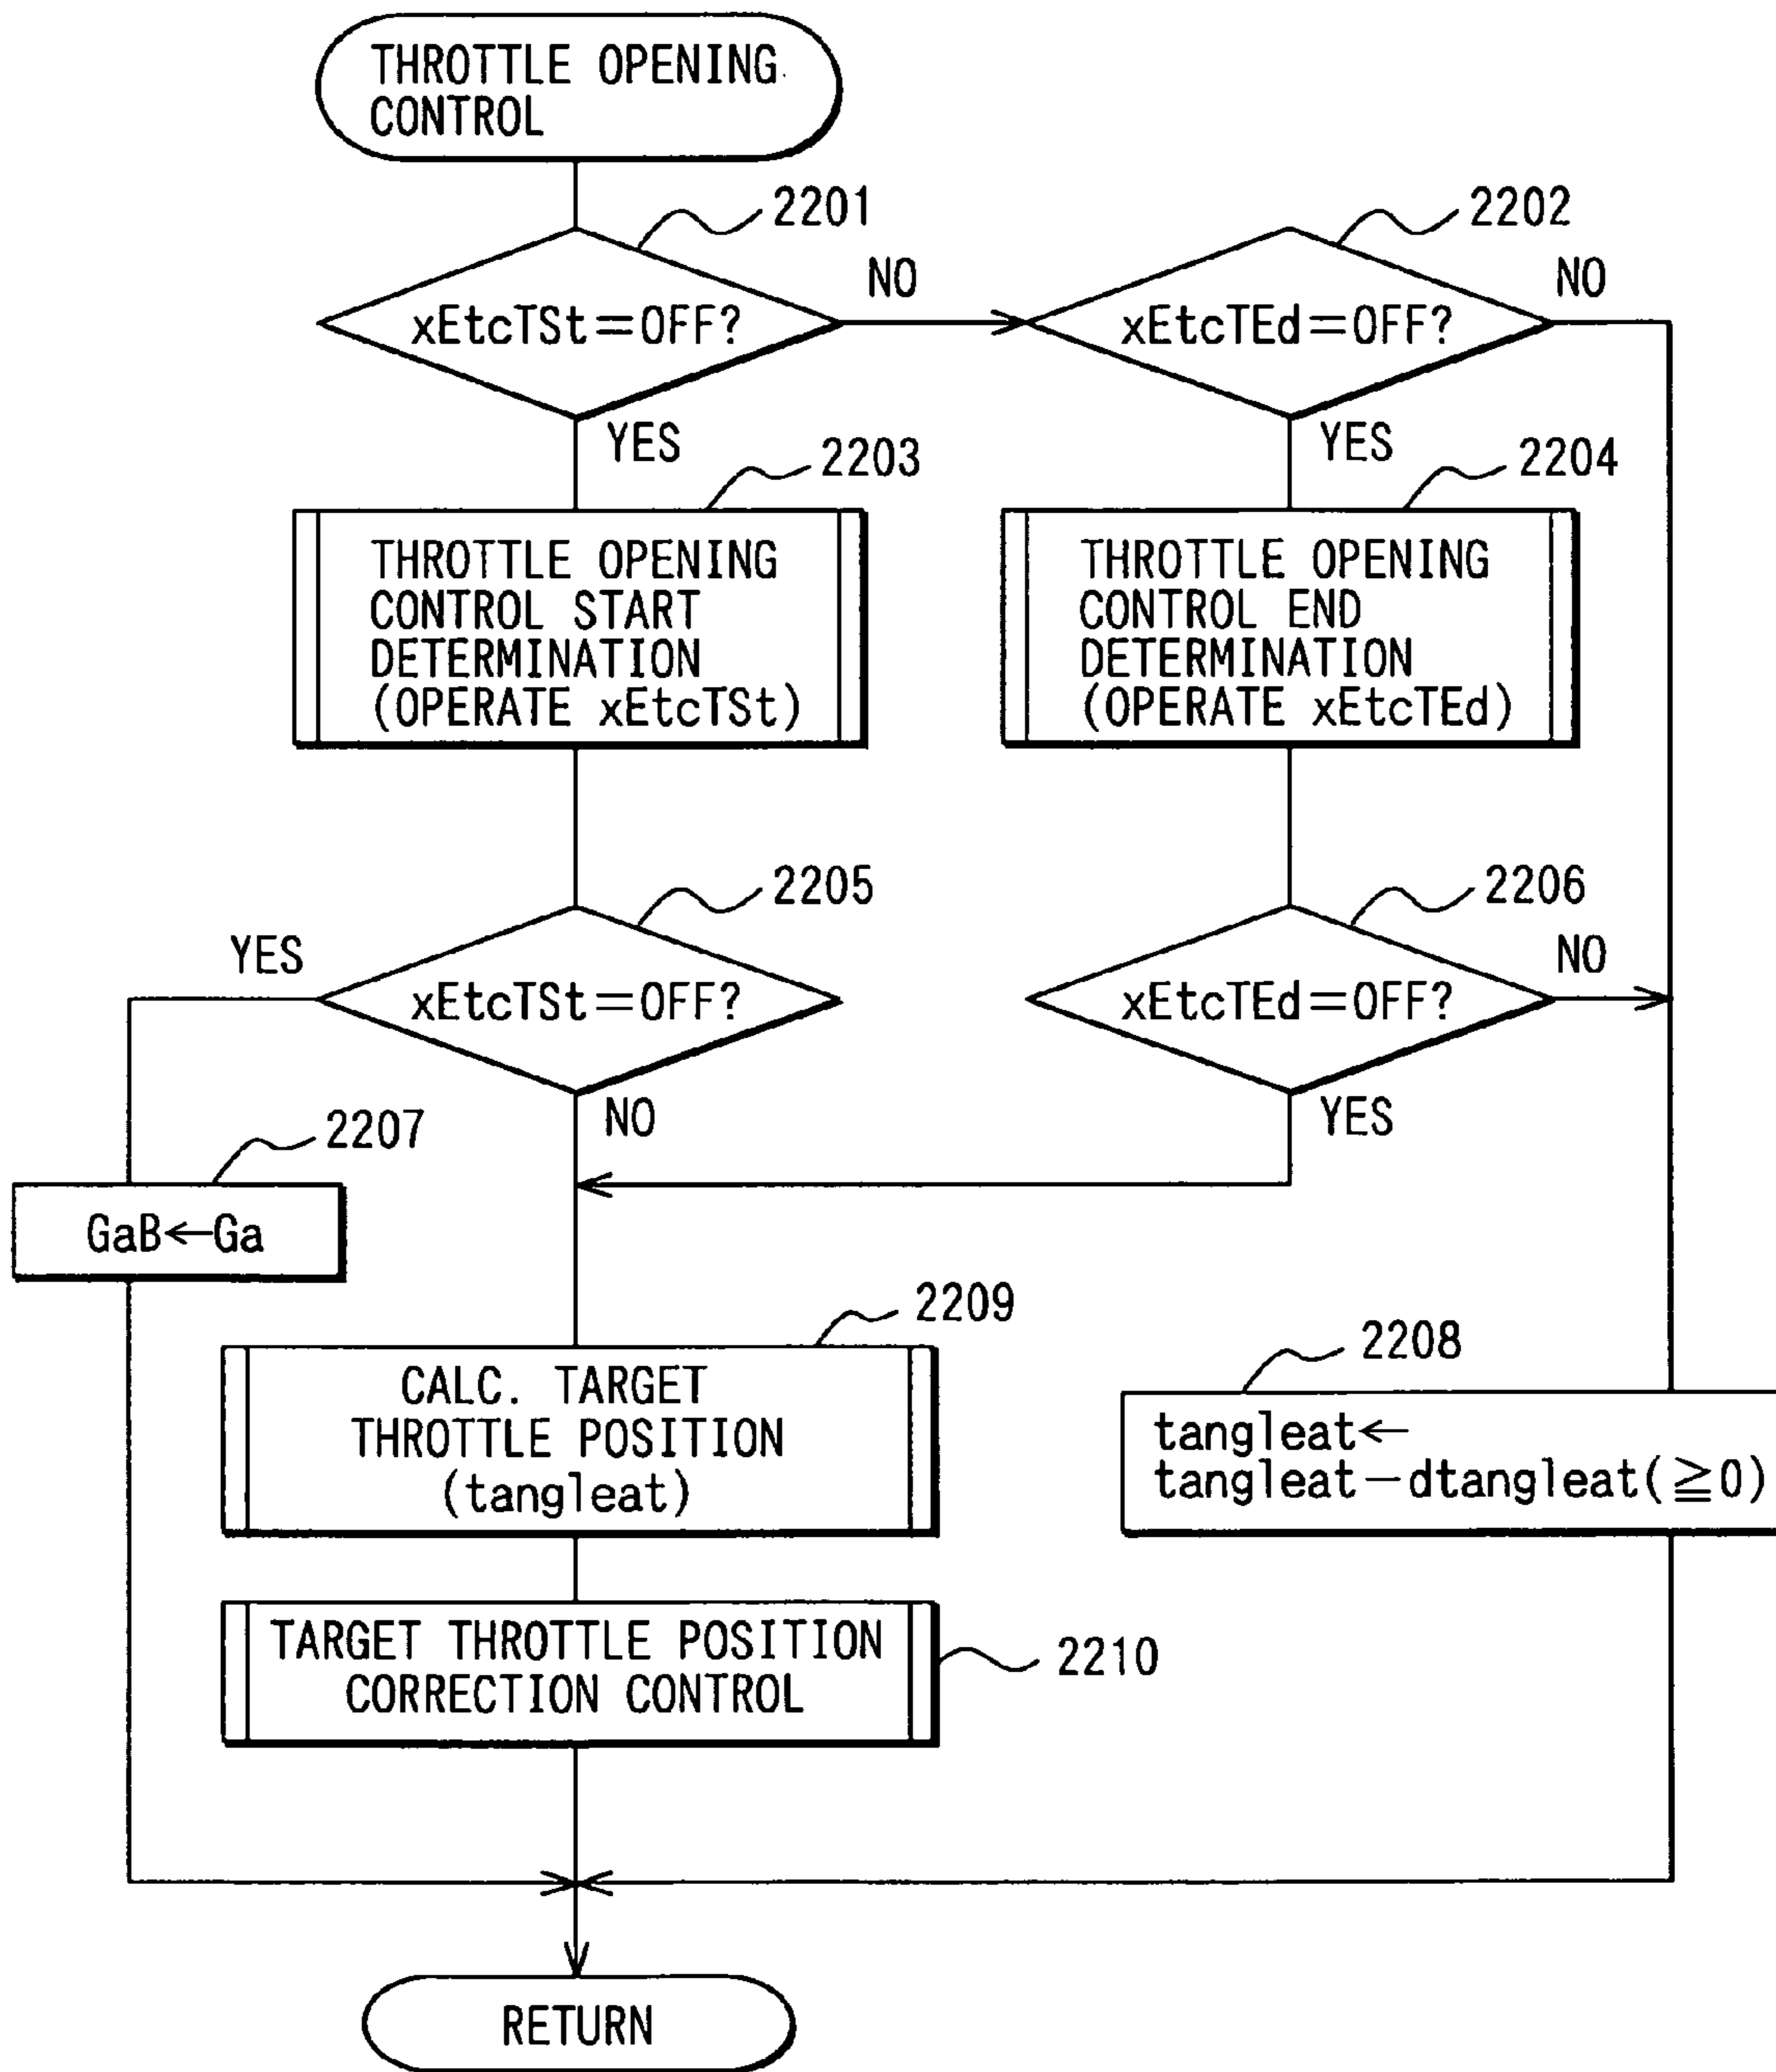 THROTTLE OPENING
CONTROL
2201
2202
xEtcTSt=OFF?
NO
xEtcTEd=OFF?
NO
YES
YES
2203
2204
THROTTLE OPENING
CONTROL START
DETERMINATION
(OPERATE xEtcTSt)
THROTTLE OPENING
CONTROL END
DETERMINATION
(OPERATE xEtcTEd)
2205
2206
YES
xEtcTSt=OFF?
xEtcTEd=OFF?
NO
NO
YES
2207
GaB←Ga
2209
CALC. TARGET
THROTTLE POSITION
(tangleat)
2208
tangleat←
tangleat-dtangleat(≧0)
TARGET THROTTLE POSITION
CORRECTION CONTROL
2210
RETURN